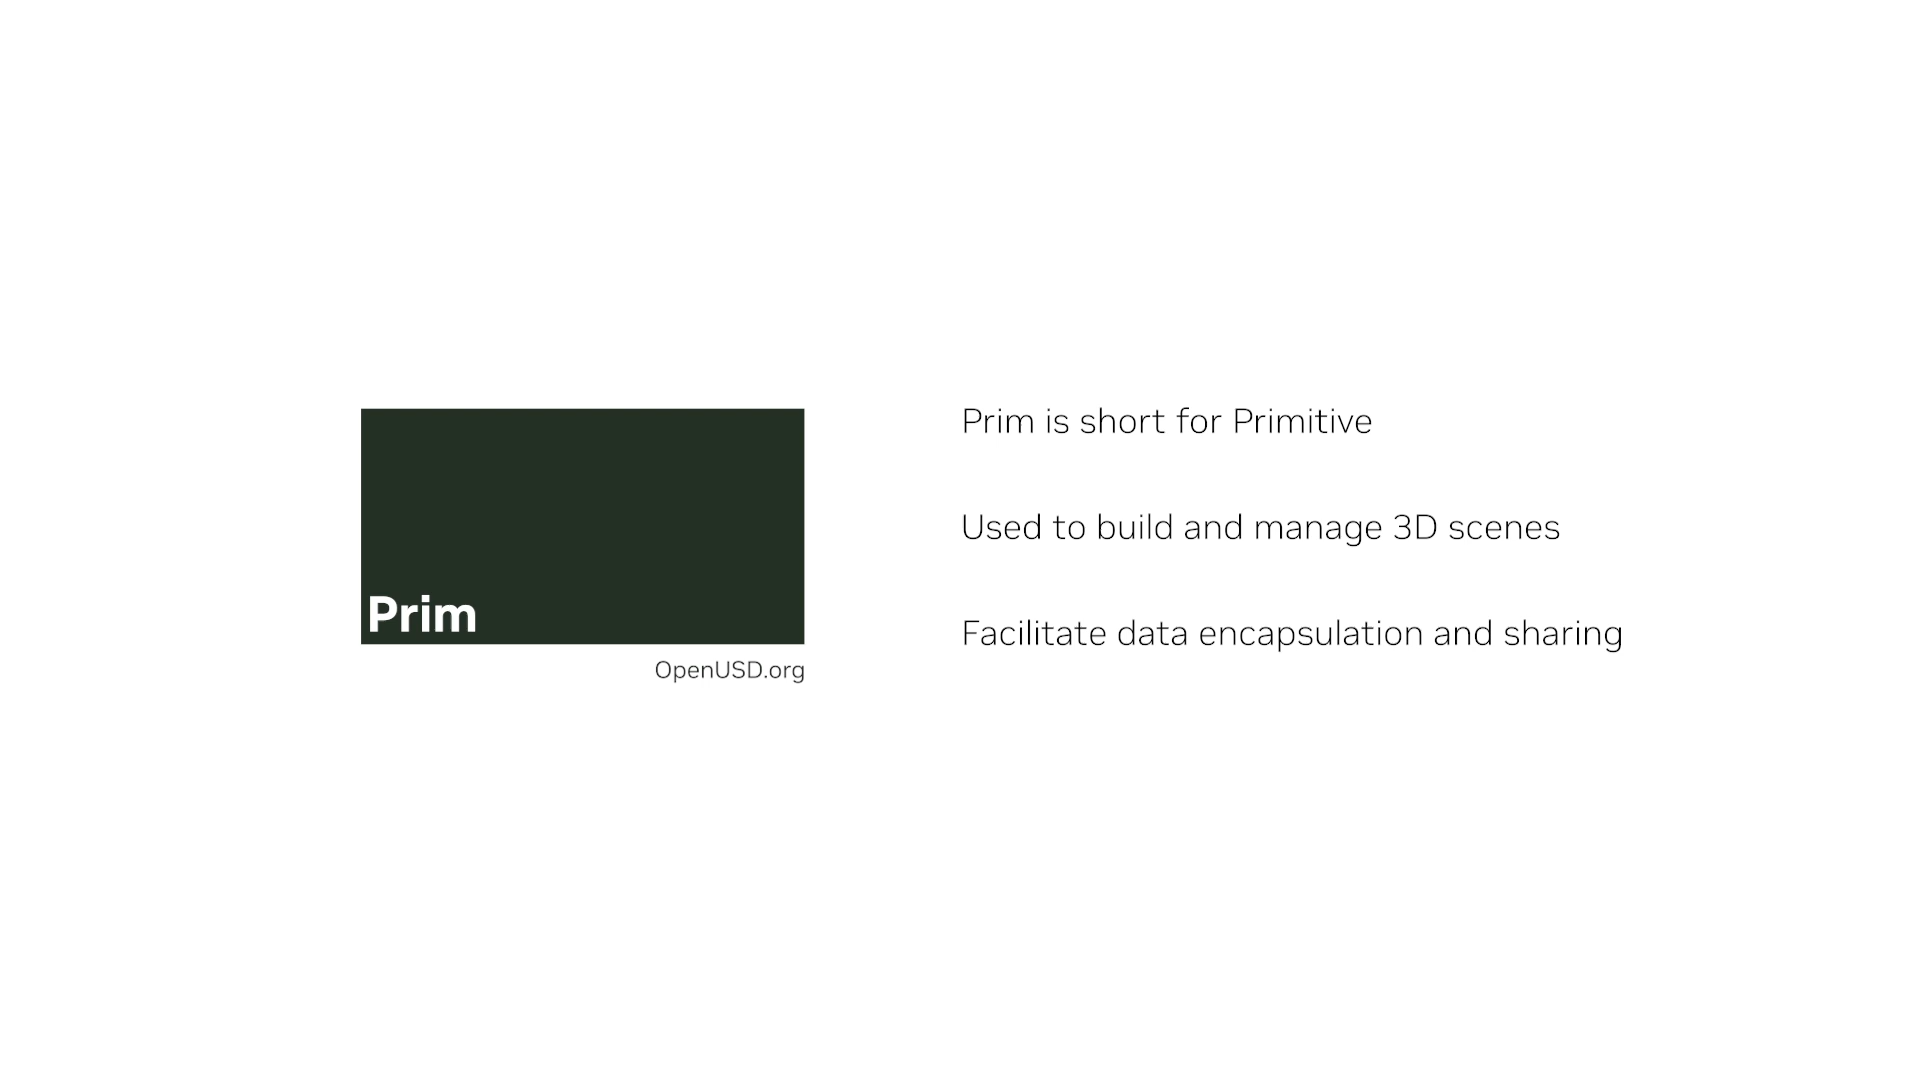 Prim
OpenUSD.org
Prim is short for Primitive
Used to build and manage 3D scenes
Facilitate data encapsulation and sharing